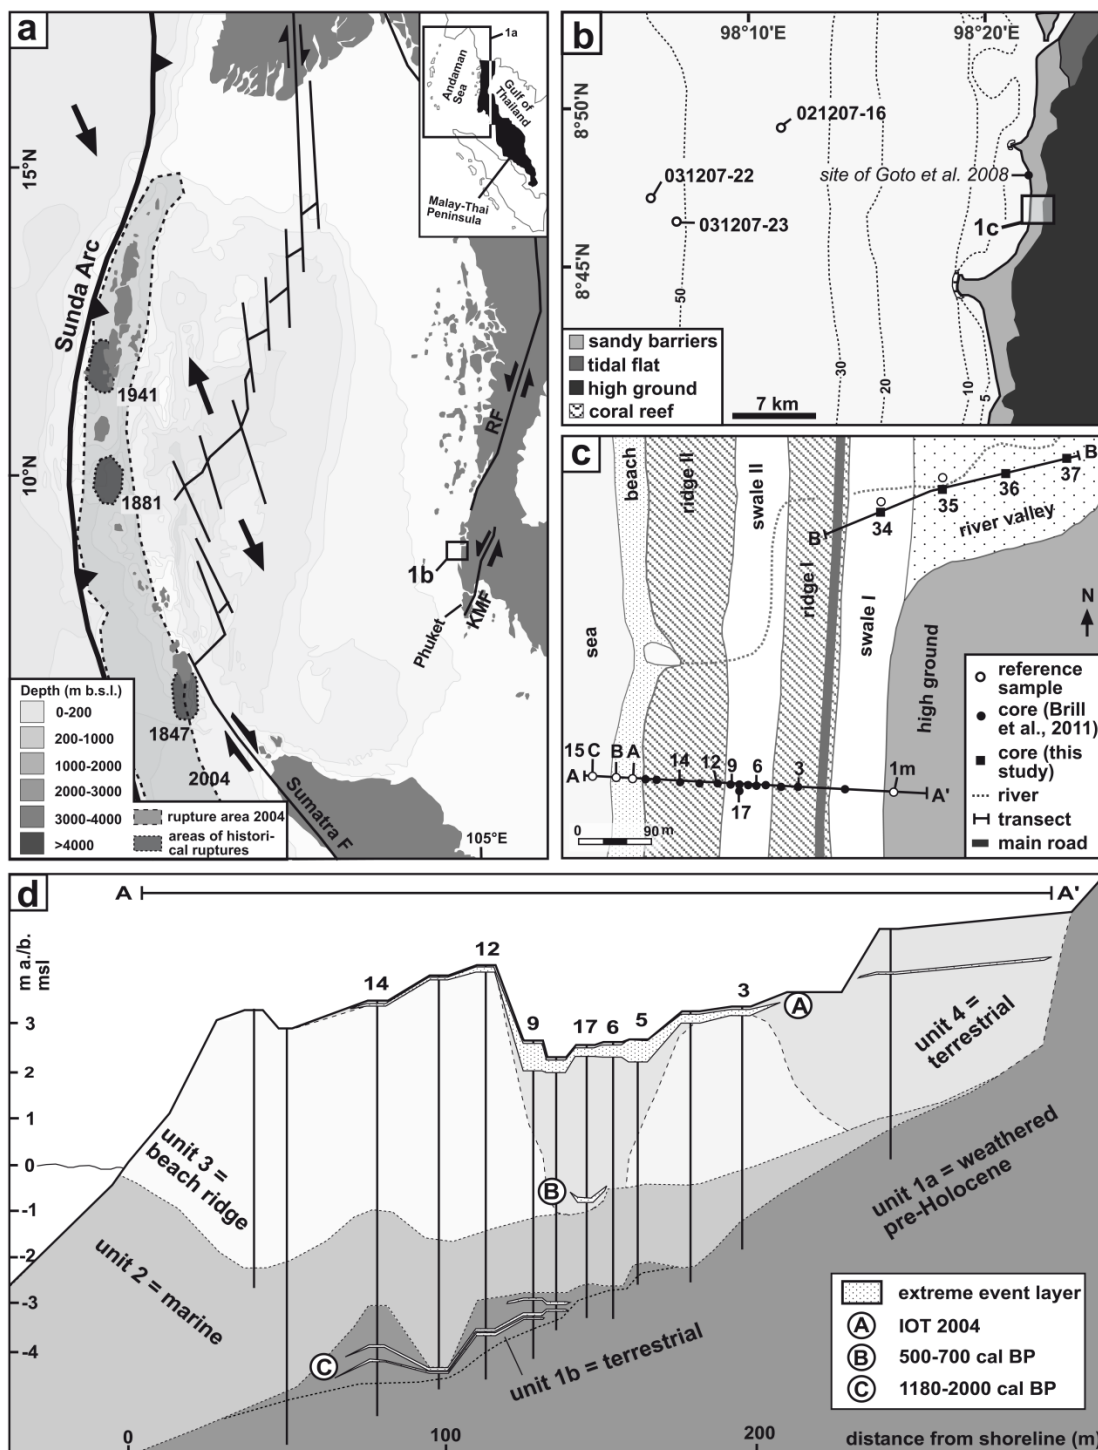 a
15°N
10°N
Sunda Arc
1941
1881
1847
2004
Sumatra F
105°E
RF
KMF
Phuket
1b
1a
Andaman
Sea
Gulf of
Thailand
Malay-Thai
Peninsula
Depth (m b.s.l.)
0-200
200-1000
1000-2000
2000-3000
3000-4000
>4000
rupture area 2004
areas of histori-
cal ruptures
b
98°10'E
98°20'E
8°50'N
8°45'N
021207-16
031207-22
031207-23
site of Goto et al. 2008
1c
50
30
20
10
5
sandy barriers
tidal flat
high ground
coral reef
7 km
c
beach
ridge II
swale II
ridge I
swale I
river valley
high ground
sea
B
34
35
36
37
B'
N
15
C
B
A
14
12
9
6
3
1m
17
A
A'
0
90 m
reference
sample
core (Brill
et al., 2011)
core (this
study)
river
transect
main road
d
A
A'
m a./b.
msl
3
2
1
0
-1
-2
-3
-4
14
12
9
17
6
5
3
A
B
C
unit 3 =
beach ridge
unit 2 = marine
unit 4 =
terrestrial
unit 1a = weathered
pre-Holocene
unit 1b = terrestrial
extreme event layer
A
IOT 2004
B
500-700 cal BP
C
1180-2000 cal BP
0
100
200
distance from shoreline (m)